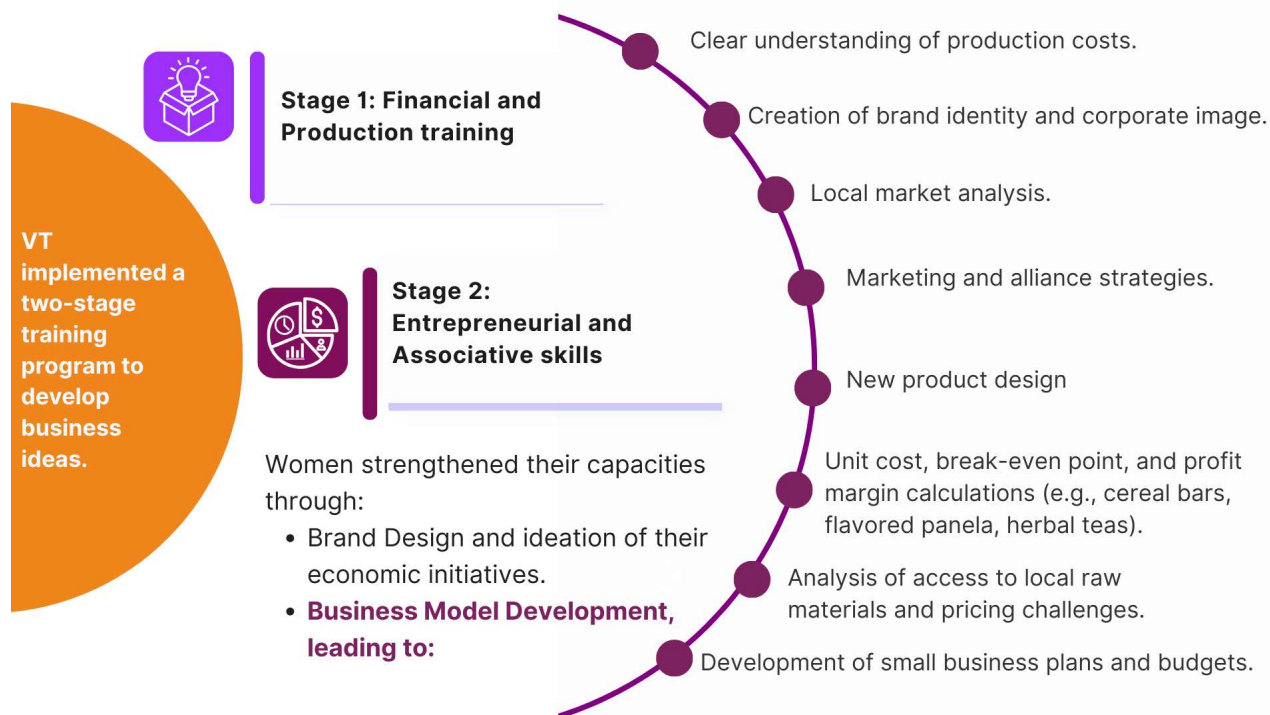 VT
implemented a
two-stage
training
program to
develop
business
ideas.
Stage 1: Financial and
Production training
Stage 2:
Entrepreneurial and
Associative skills
Women strengthened their capacities
through:
• Brand Design and ideation of their
economic initiatives.
• Business Model Development,
leading to:
Clear understanding of production costs.
Creation of brand identity and corporate image.
Local market analysis.
Marketing and alliance strategies.
New product design
Unit cost, break-even point, and profit
margin calculations (e.g., cereal bars,
flavored panela, herbal teas).
Analysis of access to local raw
materials and pricing challenges.
Development of small business plans and budgets.